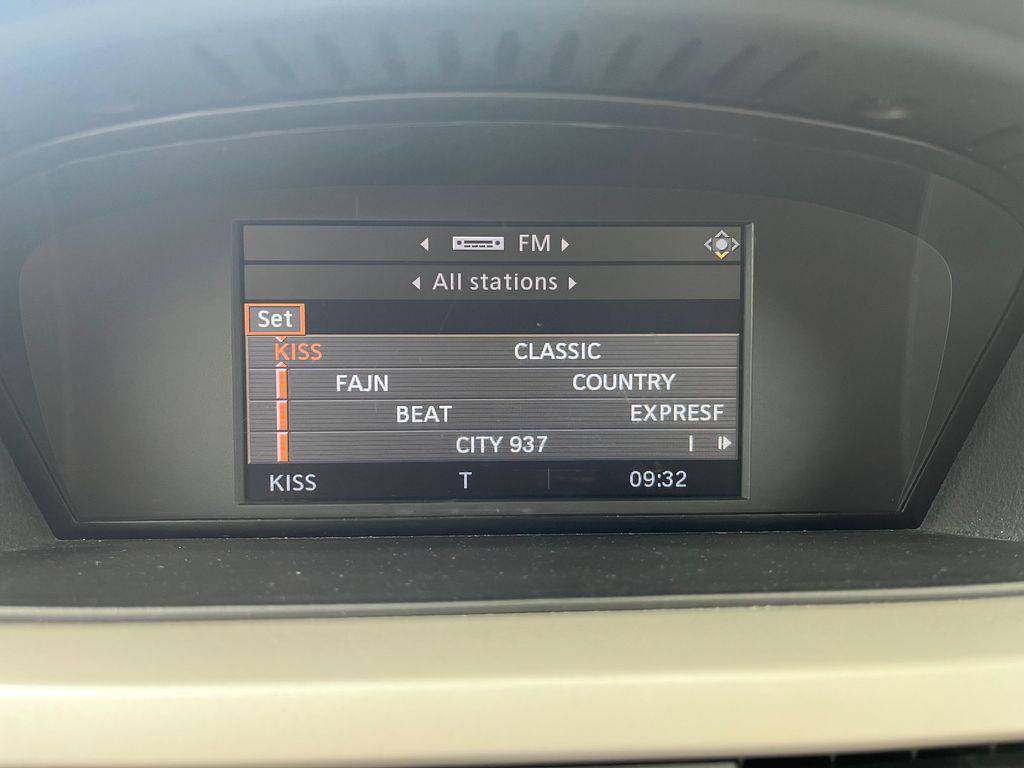 FM
All stations
Set
KISS CLASSIC
FAJN COUNTRY
BEAT EXPRESF
CITY 937 I
KISS T 09:32